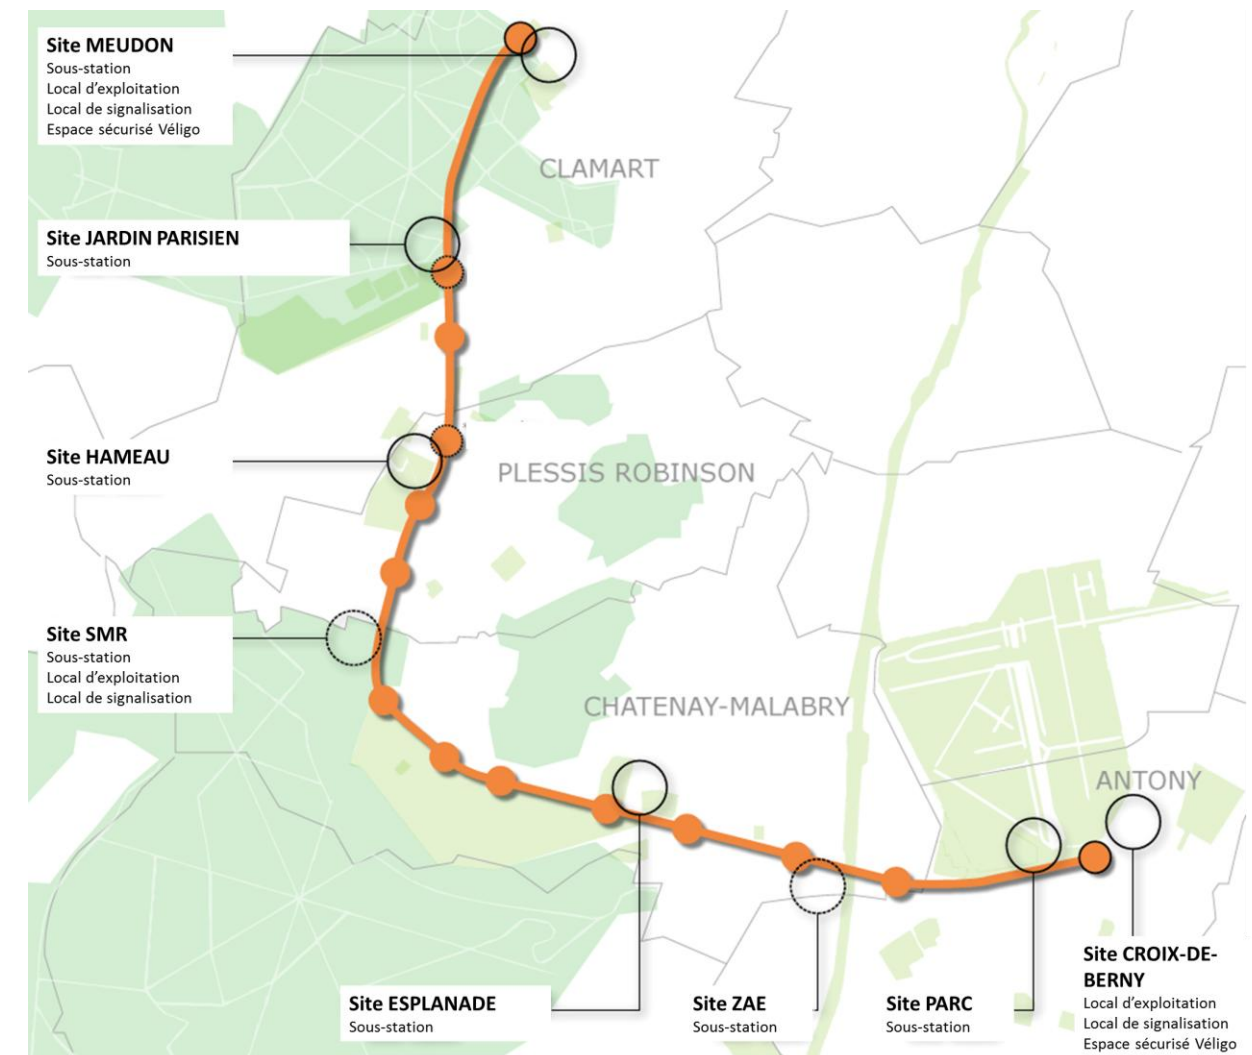 Site MEUDON
Sous-station
Local d’exploitation
Local de signalisation
Espace sécurisé Véligo
CLAMART
Site JARDIN PARISIEN
Sous-station
Site HAMEAU
Sous-station
PLESSIS ROBINSON
Site SMR
Sous-station
Local d’exploitation
Local de signalisation
CHATENAY-MALABRY
ANTONY
Site ESPLANADE
Sous-station
Site ZAE
Sous-station
Site PARC
Sous-station
Site CROIX-DE-
BERNY
Local d’exploitation
Local de signalisation
Espace sécurisé Véligo